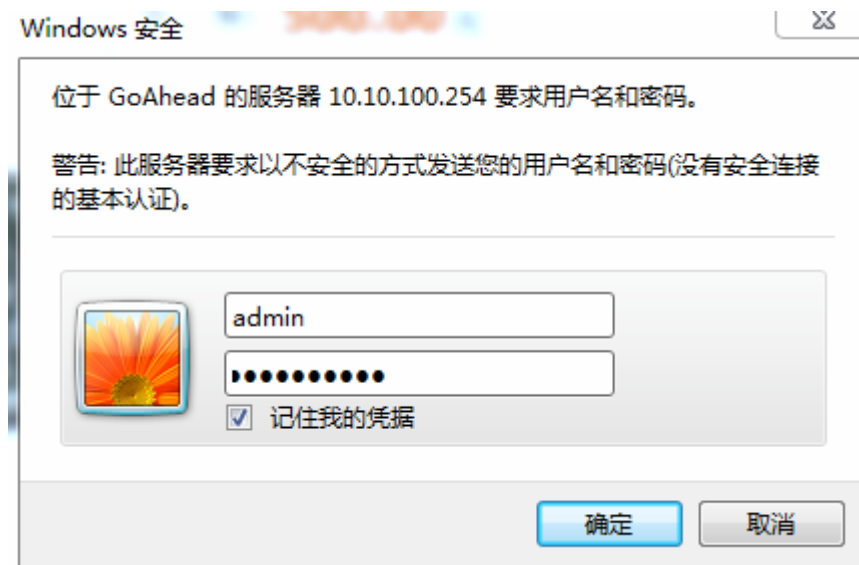 Windows 安全
位于 GoAhead 的服务器 10.10.100.254 要求用户名和密码。
警告: 此服务器要求以不安全的方式发送您的用户名和密码(没有安全连接
的基本认证)。
admin
●●●●●●●●●●
记住我的凭据
确定
取消